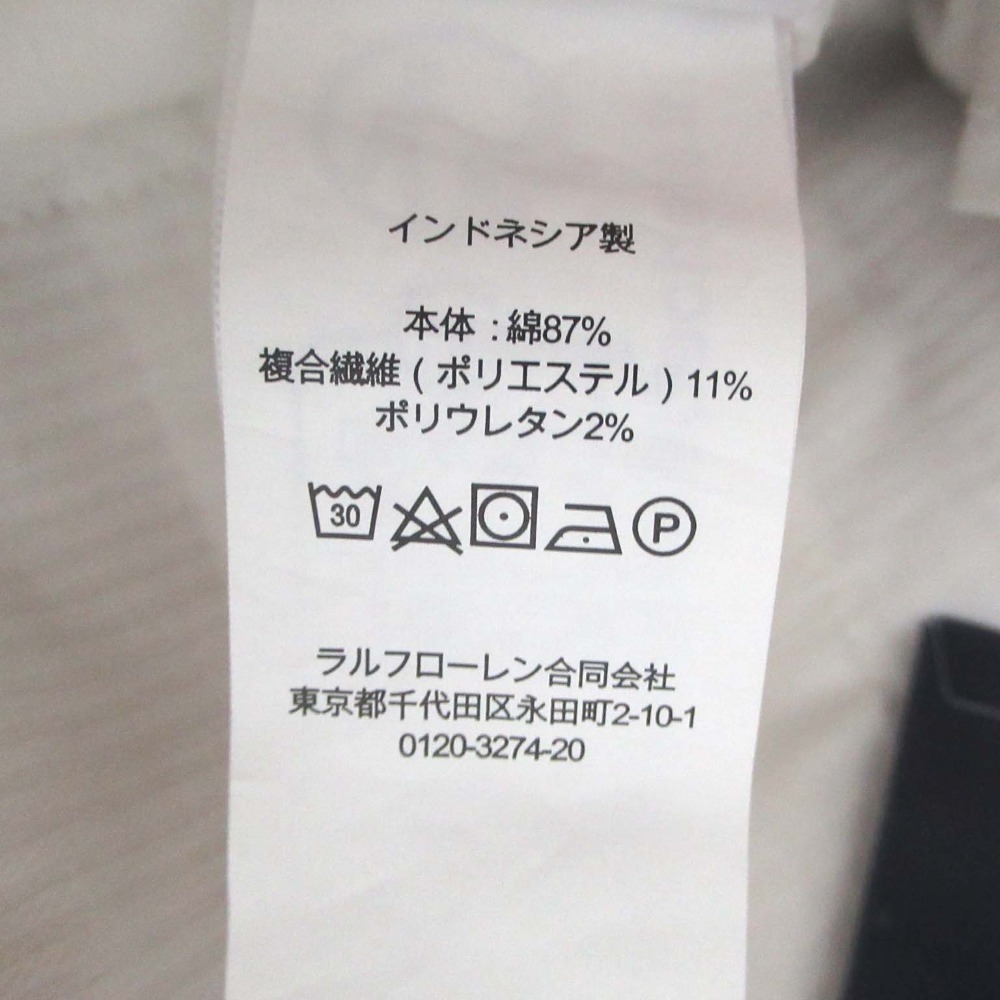 インドネシア製
本体 : 綿87%
複合繊維 ( ポリエステル ) 11%
ポリウレタン2%
30 P
ラルフローレン合同会社
東京都千代田区永田町2-10-1
0120-3274-20